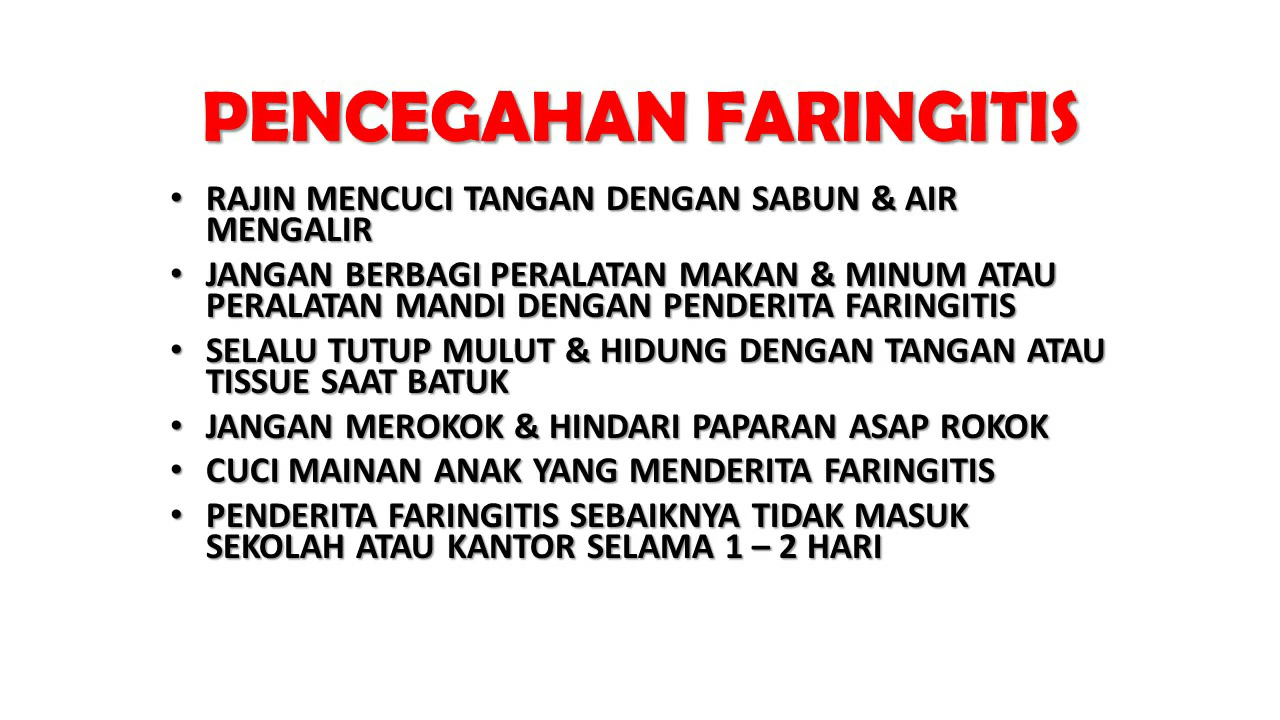 PENCEGAHAN FARINGITIS
• RAJIN MENCUCI TANGAN DENGAN SABUN & AIR
MENGALIR
• JANGAN BERBAGI PERALATAN MAKAN & MINUM ATAU
PERALATAN MANDI DENGAN PENDERITA FARINGITIS
• SELALU TUTUP MULUT & HIDUNG DENGAN TANGAN ATAU
TISSUE SAAT BATUK
• JANGAN MEROKOK & HINDARI PAPARAN ASAP ROKOK
• CUCI MAINAN ANAK YANG MENDERITA FARINGITIS
• PENDERITA FARINGITIS SEBAIKNYA TIDAK MASUK
SEKOLAH ATAU KANTOR SELAMA 1 – 2 HARI